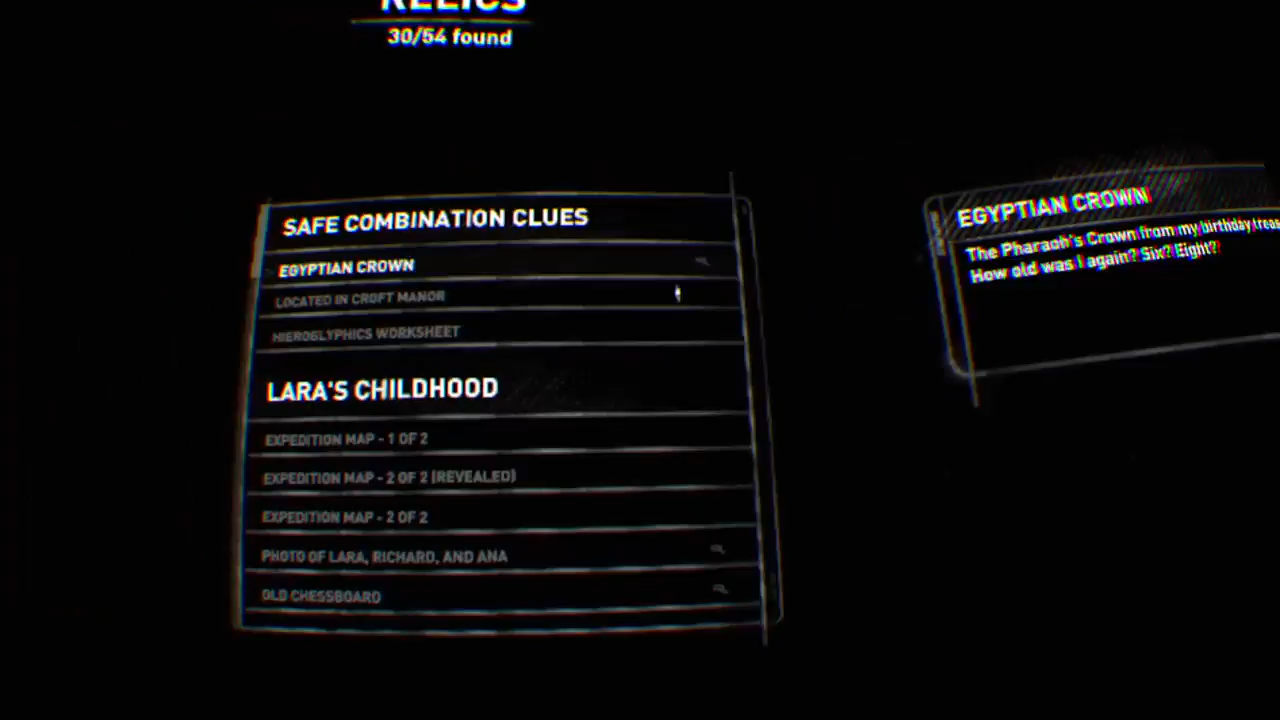 RELICS
30/54 found
SAFE COMBINATION CLUES
EGYPTIAN CROWN
LOCATED IN CROFT MANOR
HIEROGLYPHICS WORKSHEET
LARA'S CHILDHOOD
EXPEDITION MAP - 1 OF 2
EXPEDITION MAP - 2 OF 2 (REVEALED)
EXPEDITION MAP - 2 OF 2
PHOTO OF LARA, RICHARD, AND ANA
OLD CHESSBOARD
EGYPTIAN CROWN
The Pharaoh's Crown from my birthday
How old was I again? Six? Eight?